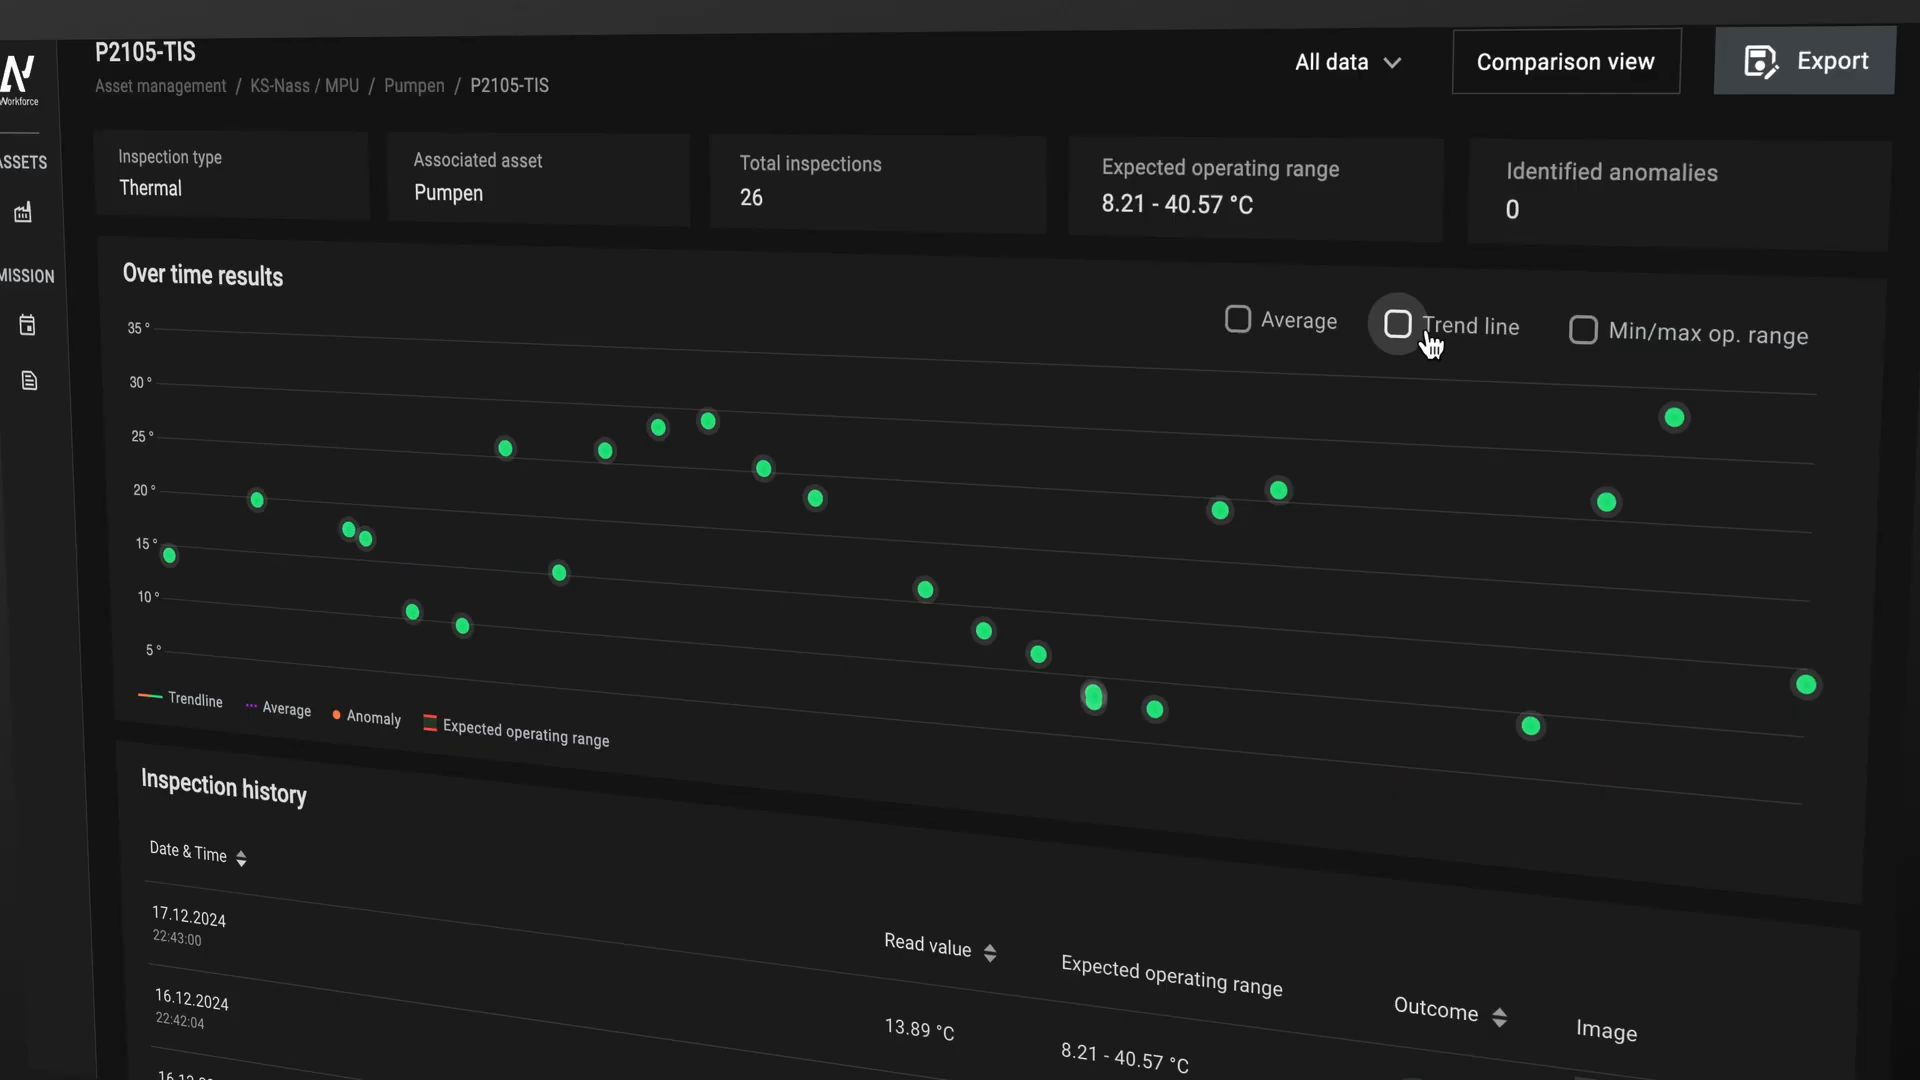 P2105-TIS
Asset management / KS-Nass / MPU / Pumpen / P2105-TIS
All data
Comparison view
Export
Workforce
ASSETS
MISSION
Inspection type
Thermal
Associated asset
Pumpen
Total inspections
26
Expected operating range
8.21 - 40.57 °C
Identified anomalies
0
Over time results
Average
Trend line
Min/max op. range
35°
30°
25°
20°
15°
10°
5°
Trendline
Average
Anomaly
Expected operating range
Inspection history
Date & Time
Read value
Expected operating range
Outcome
Image
17.12.2024
22:43:00
13.89 °C
8.21 - 40.57 °C
16.12.2024
22:42:04